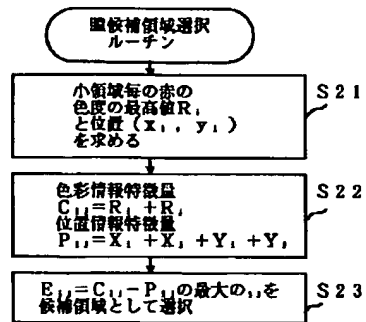 瞳候補領域選択
ルーチン
小領域毎の赤の
色度の最高値Rᵢ
と位置(xᵢ, yᵢ)
を求める
S21
色彩情報特徴量
Cᵢⱼ=Rᵢ+Rⱼ
位置情報特徴量
Pᵢⱼ=Xᵢ+Xⱼ+Yᵢ+Yⱼ
S22
Eᵢⱼ=Cᵢⱼ-Pᵢⱼの最大のᵢⱼを
候補領域として選択
S23